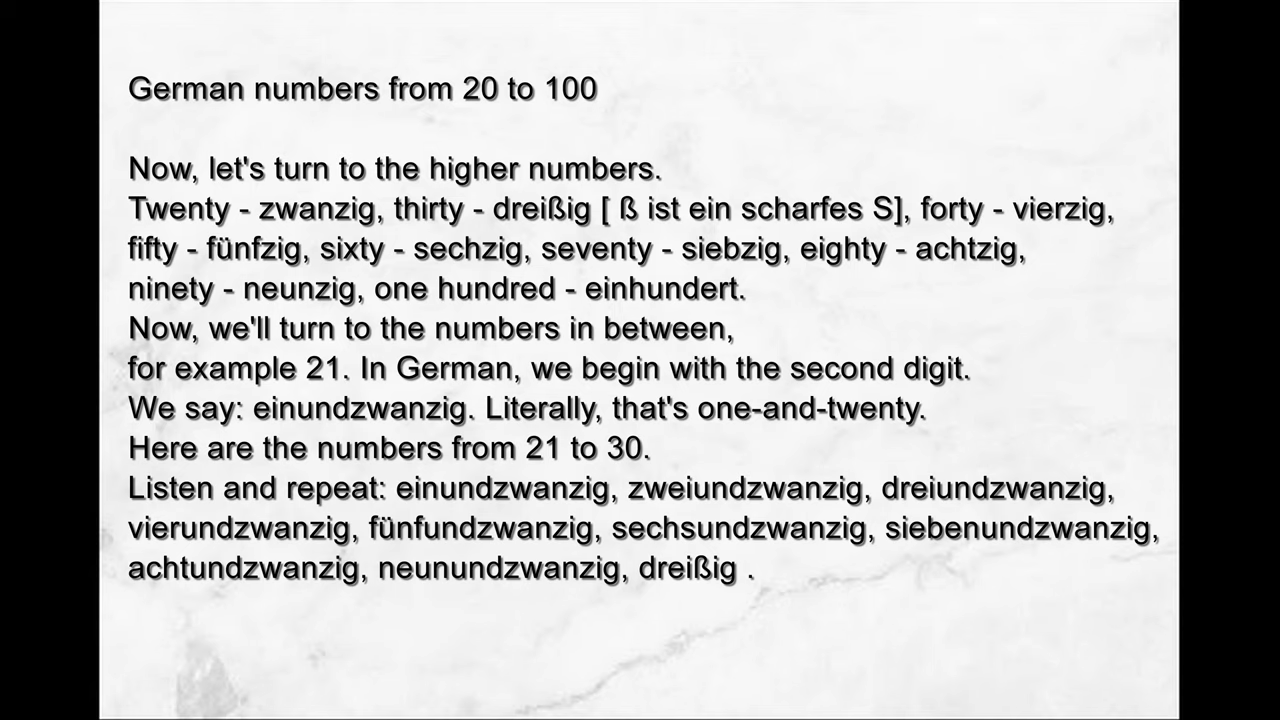 German numbers from 20 to 100
Now, let's turn to the higher numbers.
Twenty - zwanzig, thirty - dreißig [ ß ist ein scharfes S], forty - vierzig,
fifty - fünfzig, sixty - sechzig, seventy - siebzig, eighty - achtzig,
ninety - neunzig, one hundred - einhundert.
Now, we'll turn to the numbers in between,
for example 21. In German, we begin with the second digit.
We say: einundzwanzig. Literally, that's one-and-twenty.
Here are the numbers from 21 to 30.
Listen and repeat: einundzwanzig, zweiundzwanzig, dreiundzwanzig,
vierundzwanzig, fünfundzwanzig, sechsundzwanzig, siebenundzwanzig,
achtundzwanzig, neunundzwanzig, dreißig .